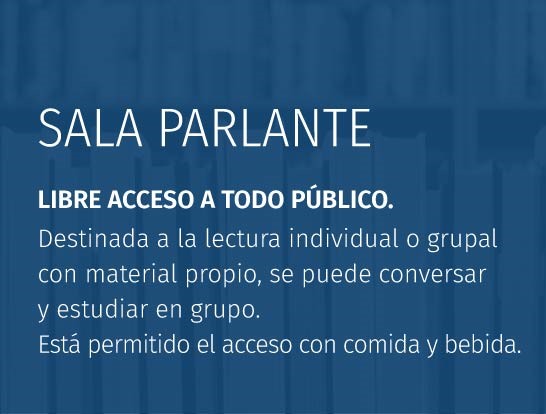 SALA PARLANTE
LIBRE ACCESO A TODO PÚBLICO.
Destinada a la lectura individual o grupal
con material propio, se puede conversar
y estudiar en grupo.
Está permitido el acceso con comida y bebida.